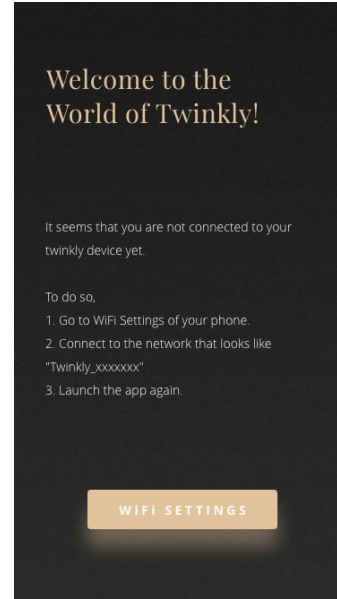 Welcome to the
World of Twinkly!
It seems that you are not connected to your
twinkly device yet.
To do so,
1. Go to WiFi Settings of your phone.
2. Connect to the network that looks like
"Twinkly_xxxxxxx"
3. Launch the app again.
WiFi SETTINGS